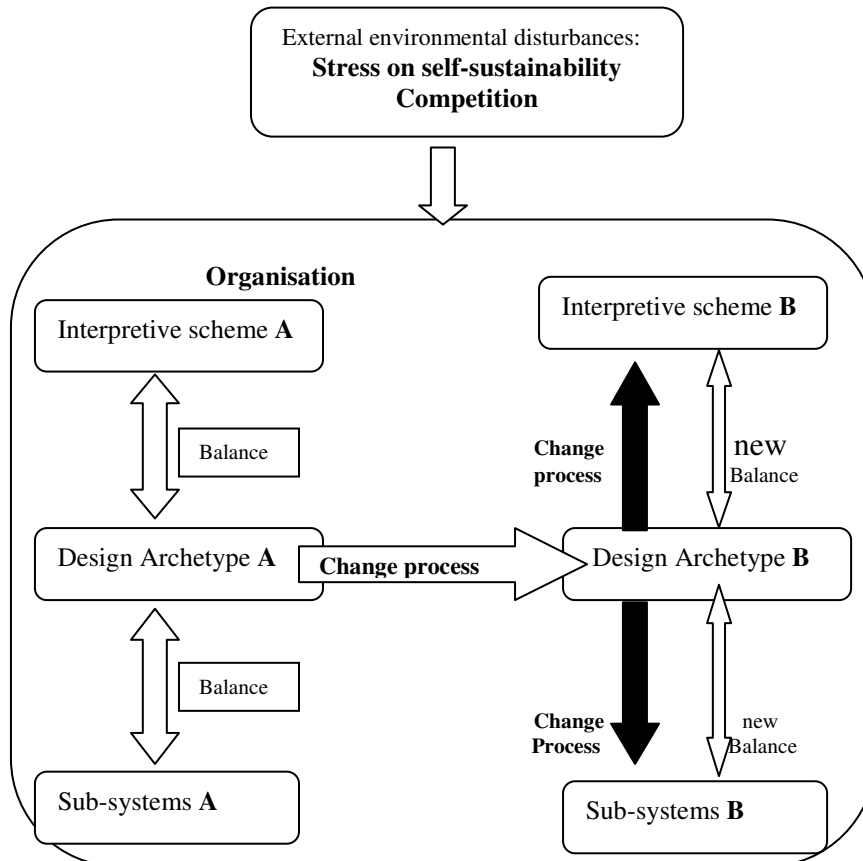 External environmental disturbances:
Stress on self-sustainability
Competition
Organisation
Interpretive scheme A
Interpretive scheme B
Balance
Change
process
new
Balance
Design Archetype A
Change process
Design Archetype B
Balance
Change
Process
new
Balance
Sub-systems A
Sub-systems B